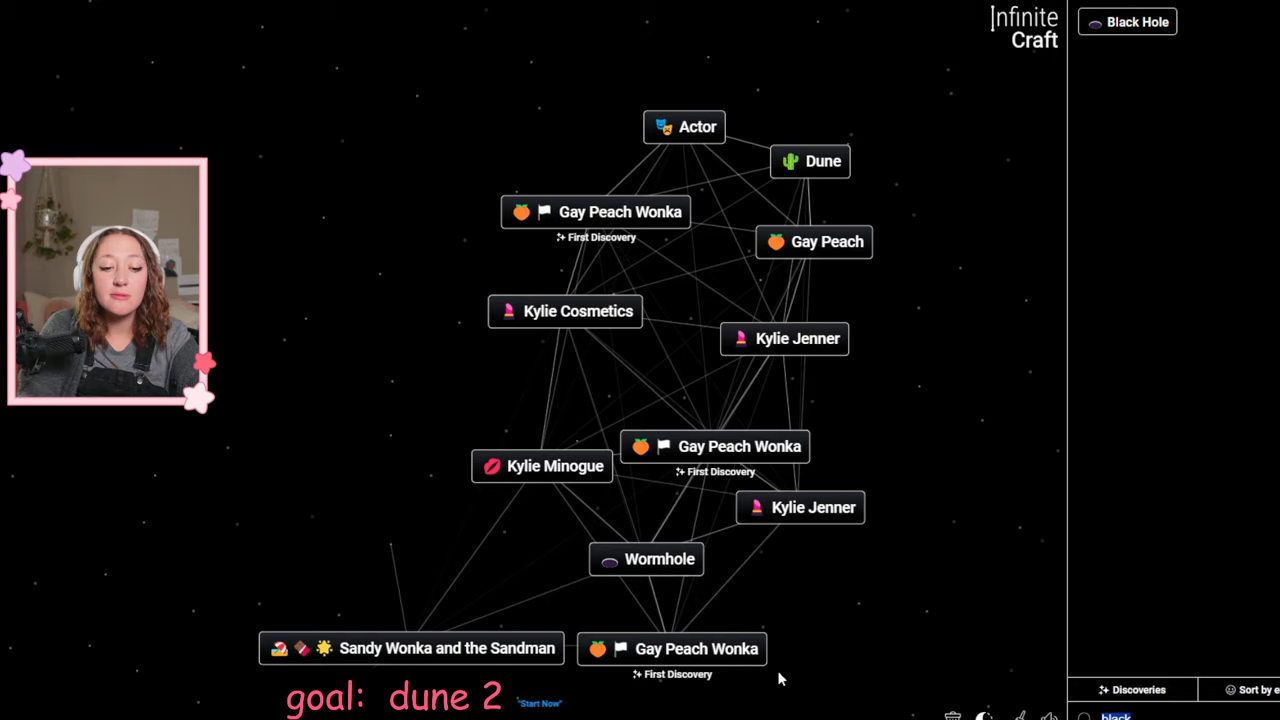 Infinite
Craft
Black Hole
Actor
Dune
Gay Peach Wonka
First Discovery
Gay Peach
Kylie Cosmetics
Kylie Jenner
Gay Peach Wonka
First Discovery
Kylie Minogue
Kylie Jenner
Wormhole
Sandy Wonka and the Sandman
Gay Peach Wonka
First Discovery
goal: dune 2
"Start Now"
Discoveries
Sort by e
black